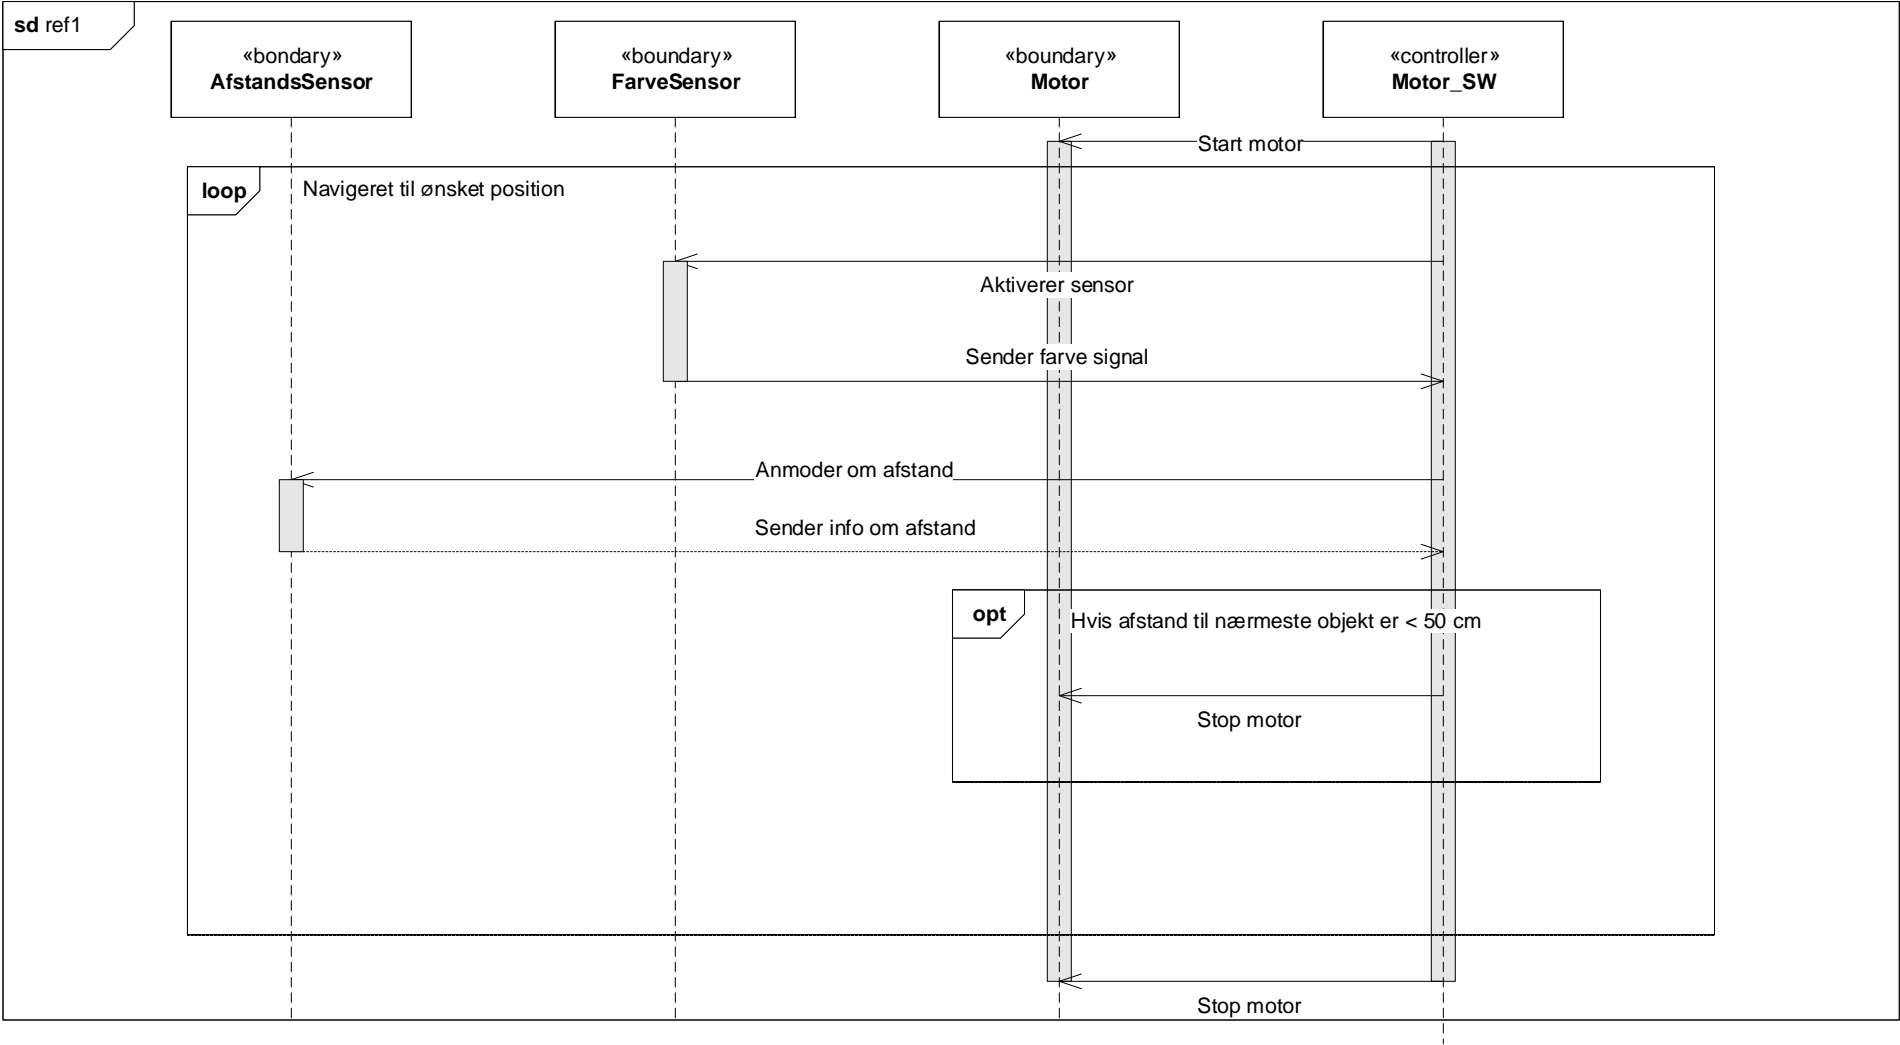 sd ref1
«bondary»
AfstandsSensor
«boundary»
FarveSensor
«boundary»
Motor
«controller»
Motor_SW
Start motor
loop
Navigeret til ønsket position
Aktiverer sensor
Sender farve signal
Anmoder om afstand
Sender info om afstand
opt
Hvis afstand til nærmeste objekt er < 50 cm
Stop motor
Stop motor